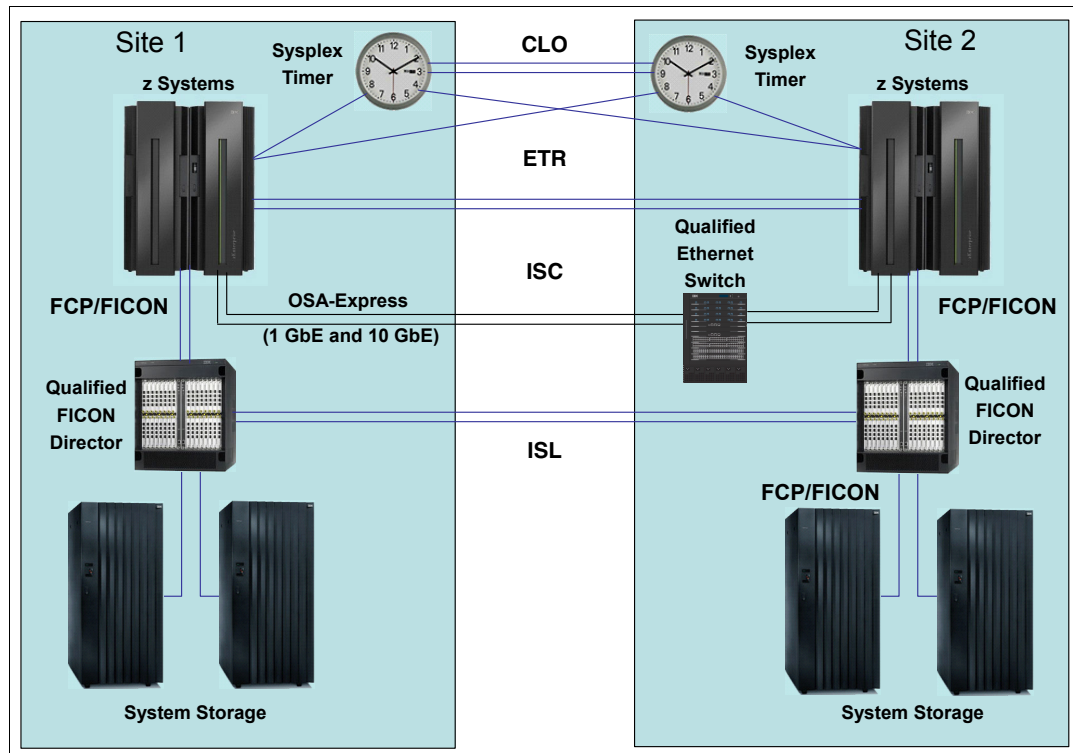 Site 1
Sysplex
Timer
z Systems
CLO
Sysplex
Timer
Site 2
z Systems
ETR
Qualified
Ethernet
Switch
ISC
FCP/FICON
OSA-Express
(1 GbE and 10 GbE)
FCP/FICON
Qualified
FICON
Director
ISL
Qualified
FICON
Director
FCP/FICON
System Storage
System Storage